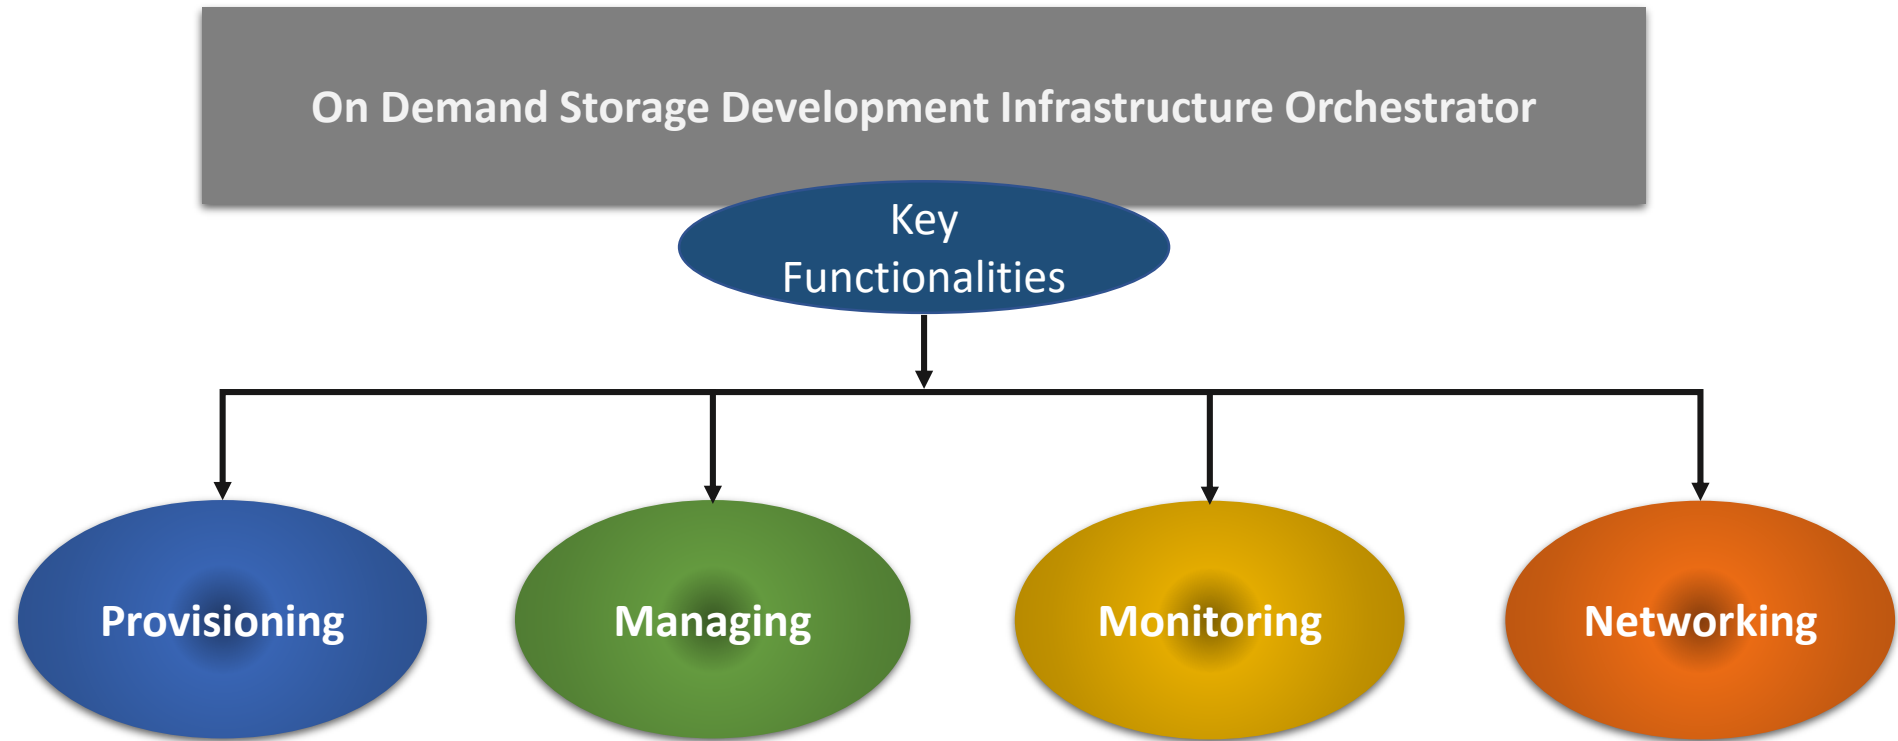 On Demand Storage Development Infrastructure Orchestrator
Key
Functionalities
Provisioning
Managing
Monitoring
Networking